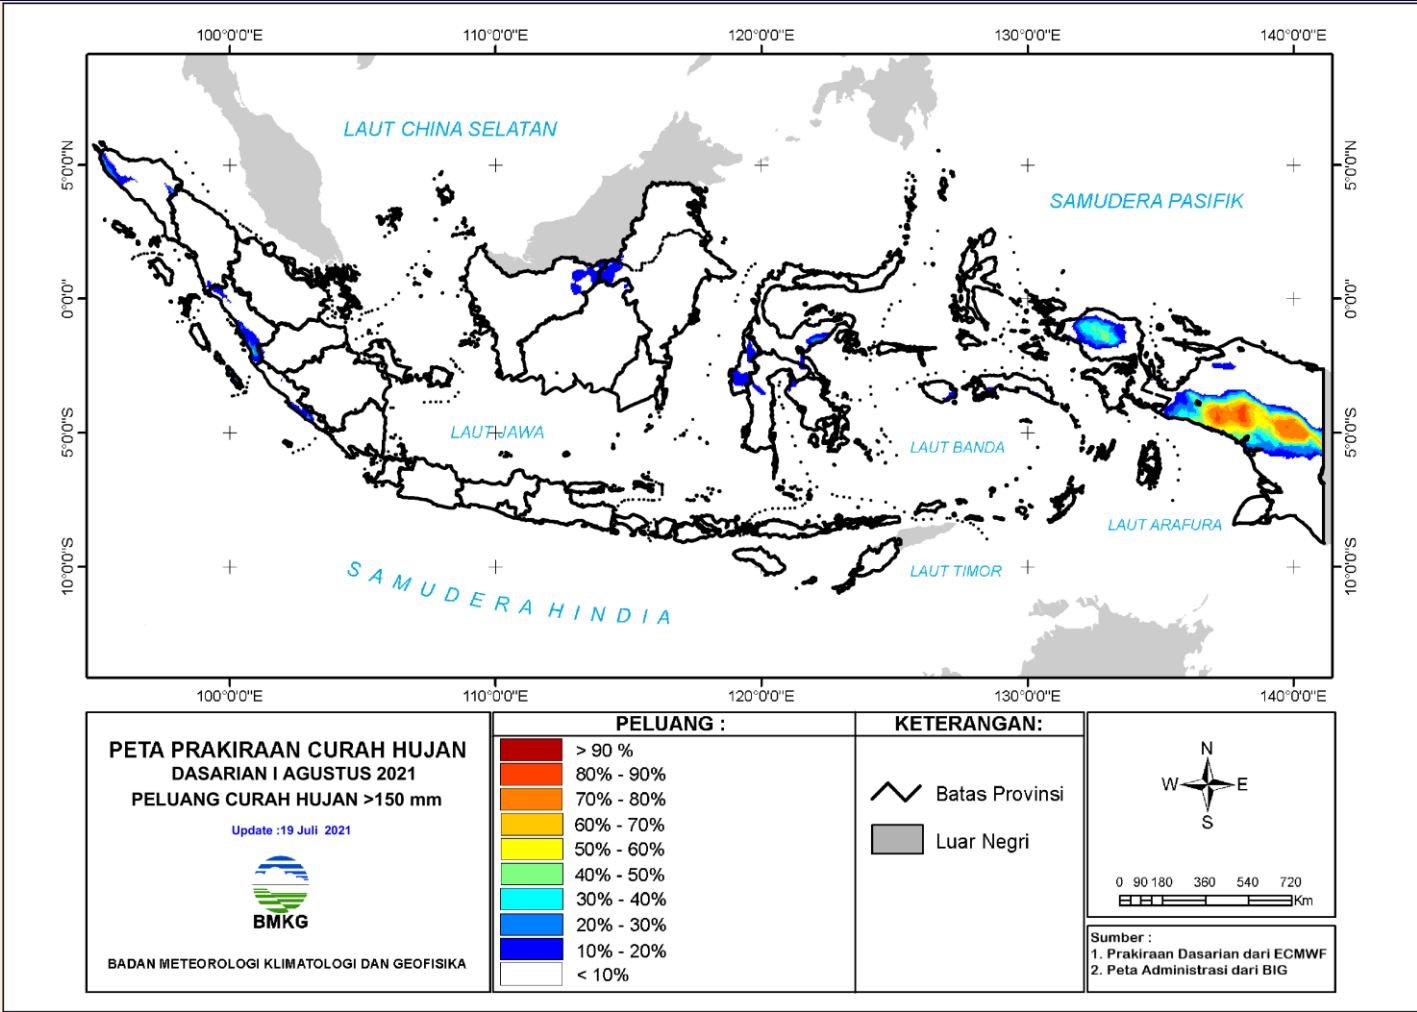 100°0'0"E 110°0'0"E 120°0'0"E 130°0'0"E 140°0'0"E
LAUT CHINA SELATAN
5°0'0"N 5°0'0"N
SAMUDERA PASIFIK
0°0'0" 0°0'0"
LAUT JAWA
5°0'0"S 5°0'0"S
LAUT BANDA
LAUT ARAFURA
10°0'0"S 10°0'0"S
LAUT TIMOR
SAMUDERA HINDIA
100°0'0"E 110°0'0"E 120°0'0"E 130°0'0"E 140°0'0"E
PETA PRAKIRAAN CURAH HUJAN
DASARIAN I AGUSTUS 2021
PELUANG CURAH HUJAN >150 mm
Update :19 Juli 2021
BMKG
BADAN METEOROLOGI KLIMATOLOGI DAN GEOFISIKA
PELUANG :
> 90 %
80% - 90%
70% - 80%
60% - 70%
50% - 60%
40% - 50%
30% - 40%
20% - 30%
10% - 20%
< 10%
KETERANGAN:
Batas Provinsi
Luar Negri
N
W E
S
0 90 180 360 540 720
Km
Sumber :
1. Prakiraan Dasarian dari ECMWF
2. Peta Administrasi dari BIG